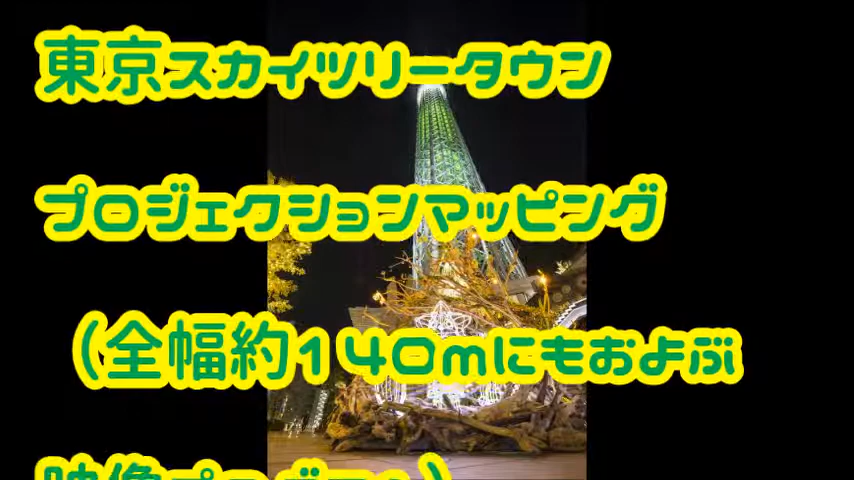 東京スカイツリータウン
プロジェクションマッピング
（全幅約140mにもおよぶ